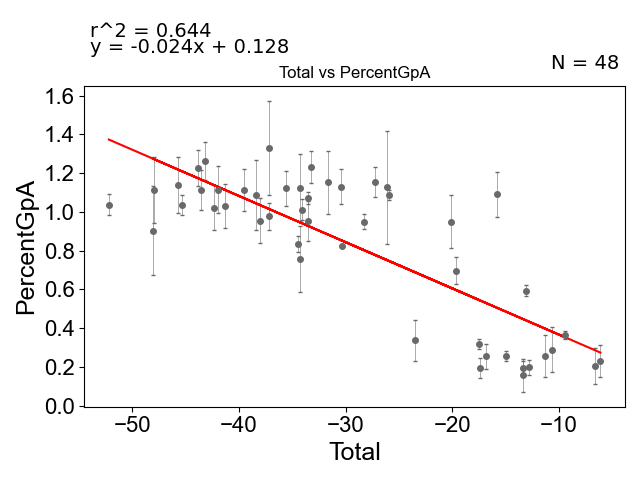 r^2 = 0.644
y = -0.024x + 0.128
N = 48
Total vs PercentGpA
PercentGpA
1.6
1.4
1.2
1.0
0.8
0.6
0.4
0.2
0.0
−50 −40 −30 −20 −10
Total